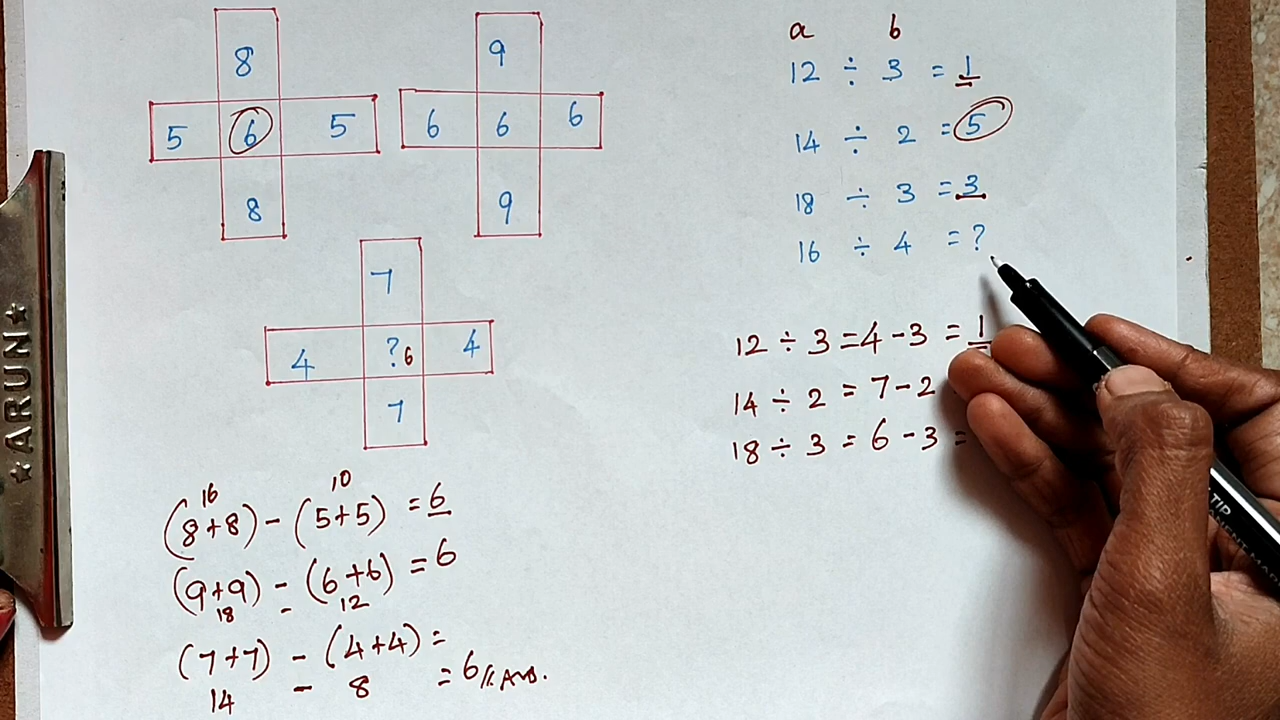 8
5 6 5
8
9
6 6 6
9
7
4 ? 6 4
7
16 10
(8+8) - (5+5) = 6
(9+9) - (6+6) = 6
18 - 12
(7+7) - (4+4) =
14 - 8 = 6 // Ans.
a b
12 ÷ 3 = 1
14 ÷ 2 = 5
18 ÷ 3 = 3
16 ÷ 4 = ?
12 ÷ 3 = 4 - 3 = 1
14 ÷ 2 = 7 - 2
18 ÷ 3 = 6 - 3 =
ARUN
TIP